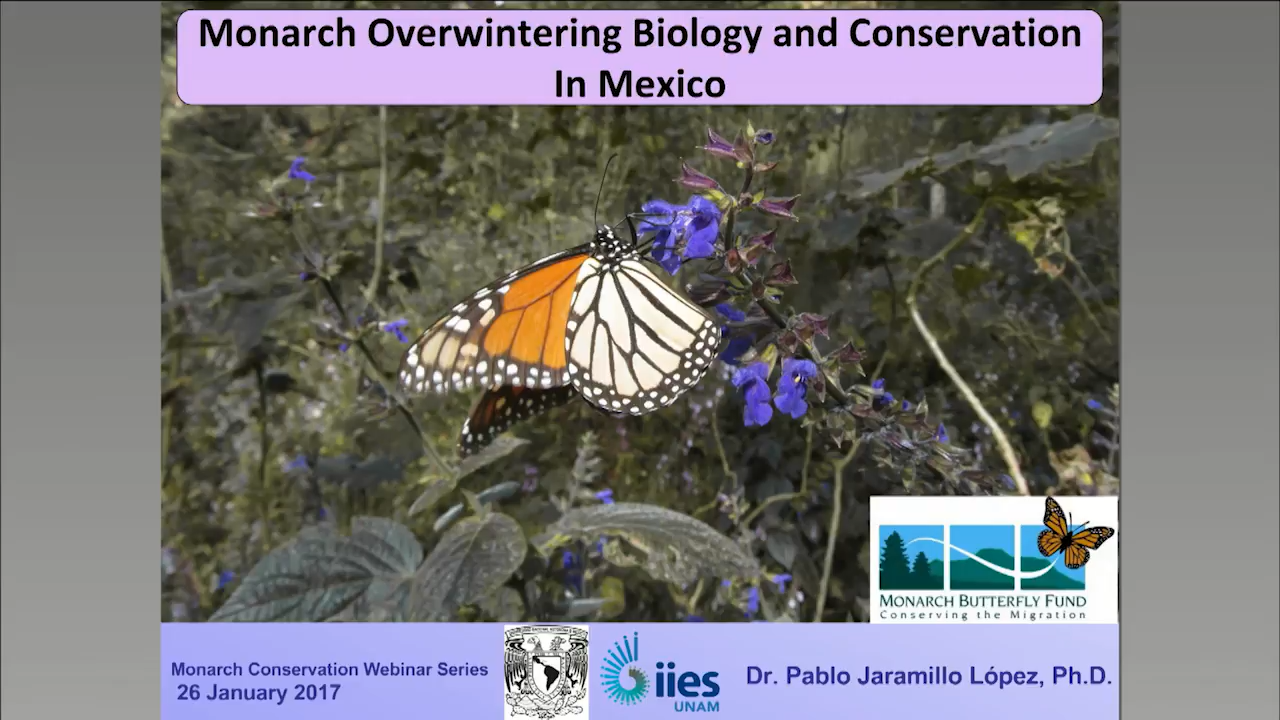 Monarch Overwintering Biology and Conservation
In Mexico
MONARCH BUTTERFLY FUND
Conserving the Migration
Monarch Conservation Webinar Series
26 January 2017
iies
UNAM
Dr. Pablo Jaramillo López, Ph.D.